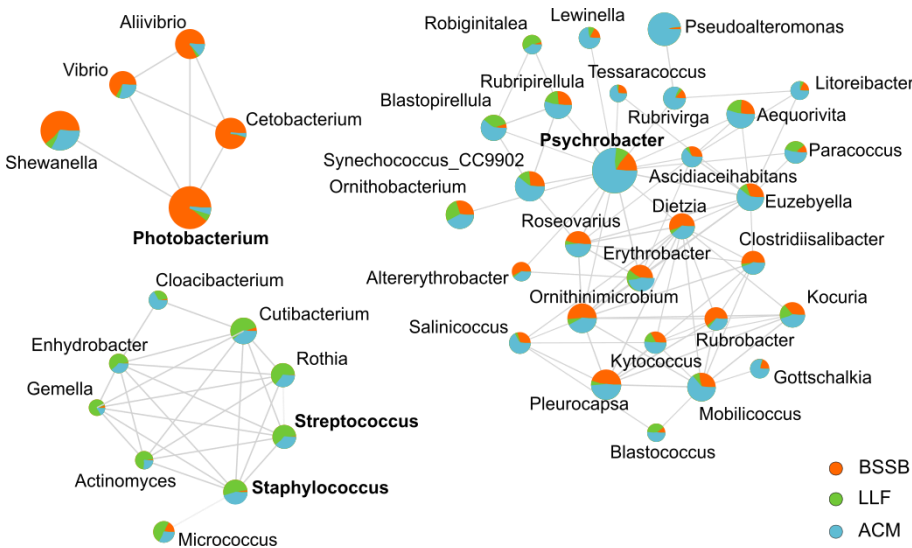 Aliivibrio
Vibrio
Cetobacterium
Shewanella
Photobacterium
Robiginitalea
Lewinella
Pseudoalteromonas
Rubripirellula
Tessaracoccus
Litoreibacter
Blastopirellula
Rubrivirga
Aequorivita
Psychrobacter
Synechococcus_CC9902
Paracoccus
Ornithobacterium
Ascidiaceihabitans
Roseovarius
Dietzia
Euzebyella
Erythrobacter
Clostridiisalibacter
Altererythrobacter
Ornithinimicrobium
Kocuria
Salinicoccus
Rubrobacter
Kytococcus
Gottschalkia
Pleurocapsa
Mobilicoccus
Blastococcus
Cloacibacterium
Cutibacterium
Enhydrobacter
Rothia
Gemella
Streptococcus
Actinomyces
Staphylococcus
Micrococcus
BSSB
LLF
ACM